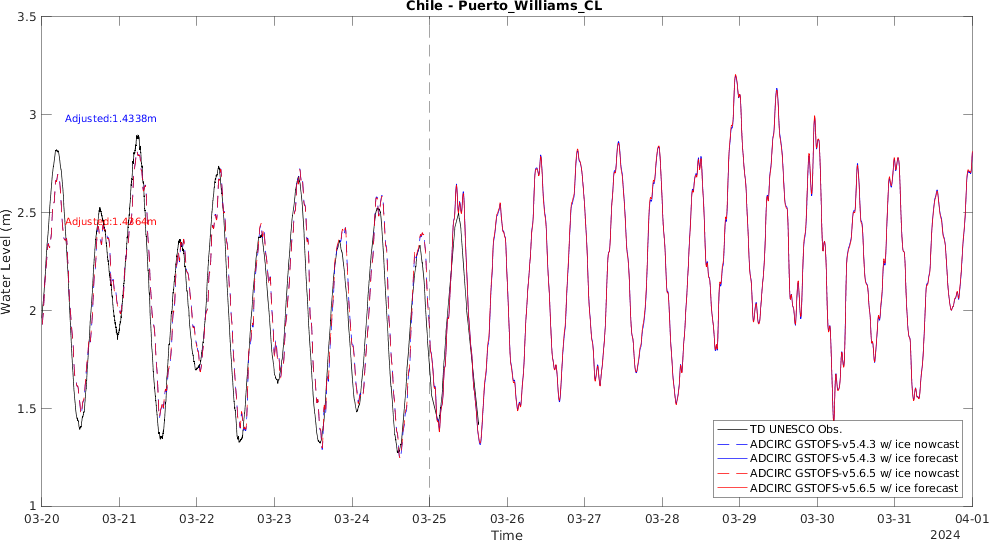 Chile - Puerto_Williams_CL
3.5
3
2.5
2
1.5
1
Water Level (m)
Adjusted:1.4338m
Adjusted:1.4364m
TD UNESCO Obs.
ADCIRC GSTOFS-v5.4.3 w/ ice nowcast
ADCIRC GSTOFS-v5.4.3 w/ ice forecast
ADCIRC GSTOFS-v5.6.5 w/ ice nowcast
ADCIRC GSTOFS-v5.6.5 w/ ice forecast
03-20 03-21 03-22 03-23 03-24 03-25 03-26 03-27 03-28 03-29 03-30 03-31 04-01
Time
2024